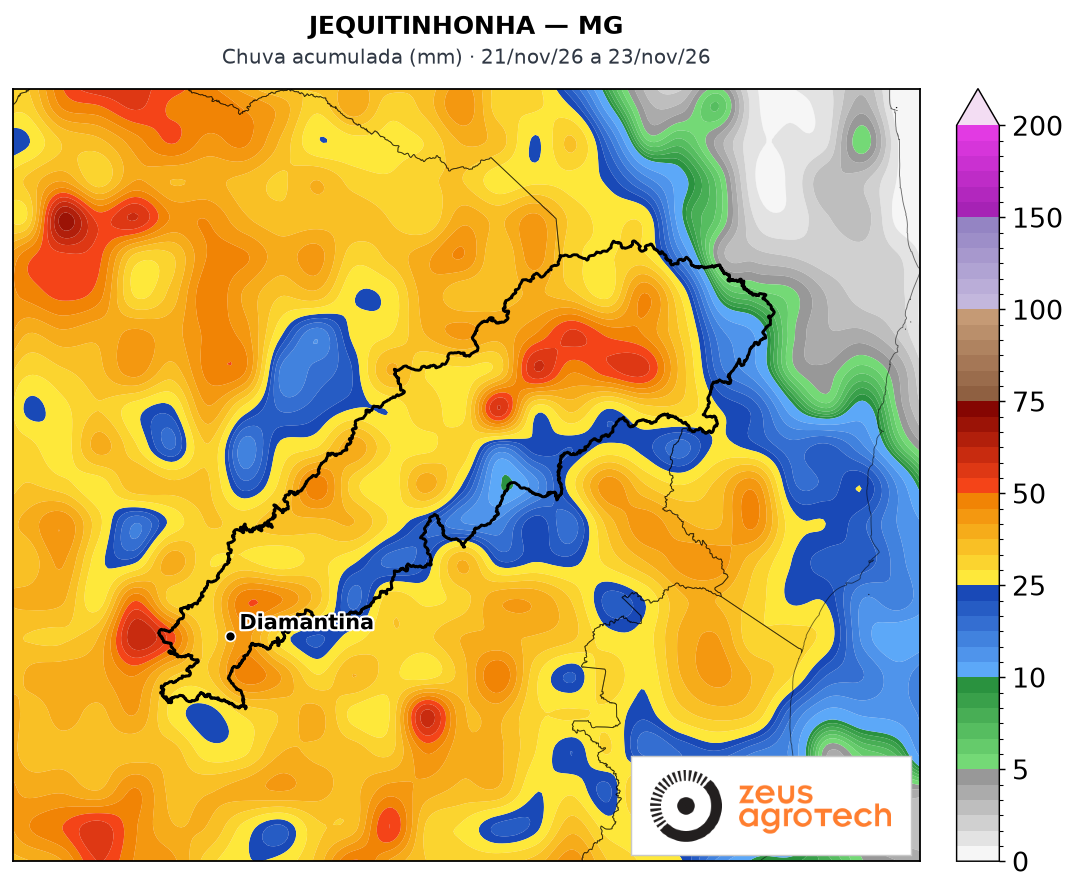 JEQUITINHONHA — MG
Chuva acumulada (mm) · 21/nov/26 a 23/nov/26
200
150
100
75
50
25
10
5
0
Diamantina
zeus
agrotech